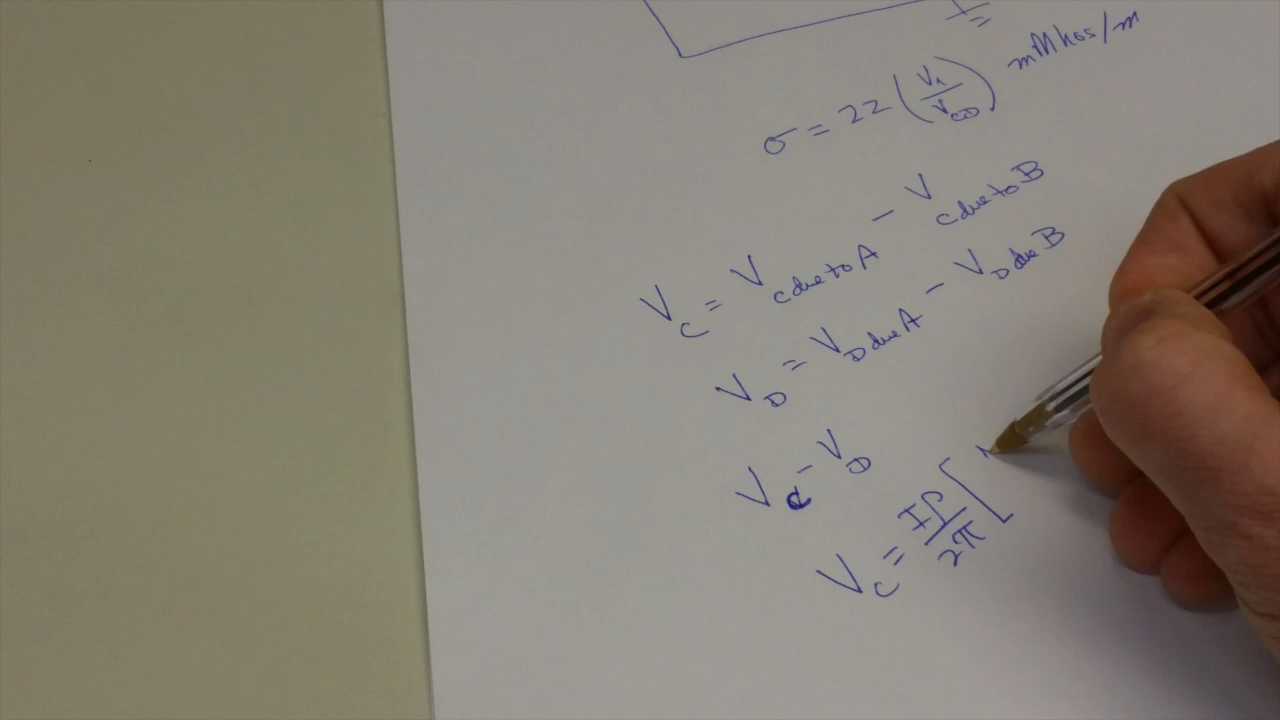 σ = 22 (V₁/V_CD) mMhos/m
V_C = V_C due to A − V_C due to B
V_D = V_D due A − V_D due B
V_C - V_D
V_C = Iρ/2π [